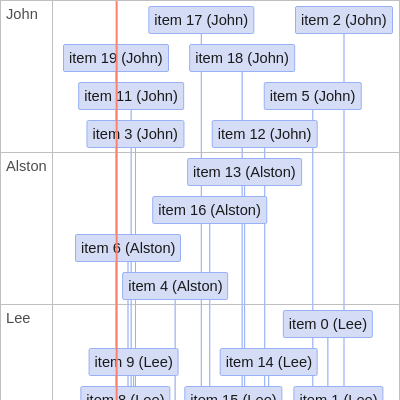 John
item 17 (John)
item 2 (John)
item 19 (John)
item 18 (John)
item 11 (John)
item 5 (John)
item 3 (John)
item 12 (John)
Alston
item 13 (Alston)
item 16 (Alston)
item 6 (Alston)
item 4 (Alston)
Lee
item 0 (Lee)
item 9 (Lee)
item 14 (Lee)
item 8 (Lee)
item 15 (Lee)
item 1 (Lee)